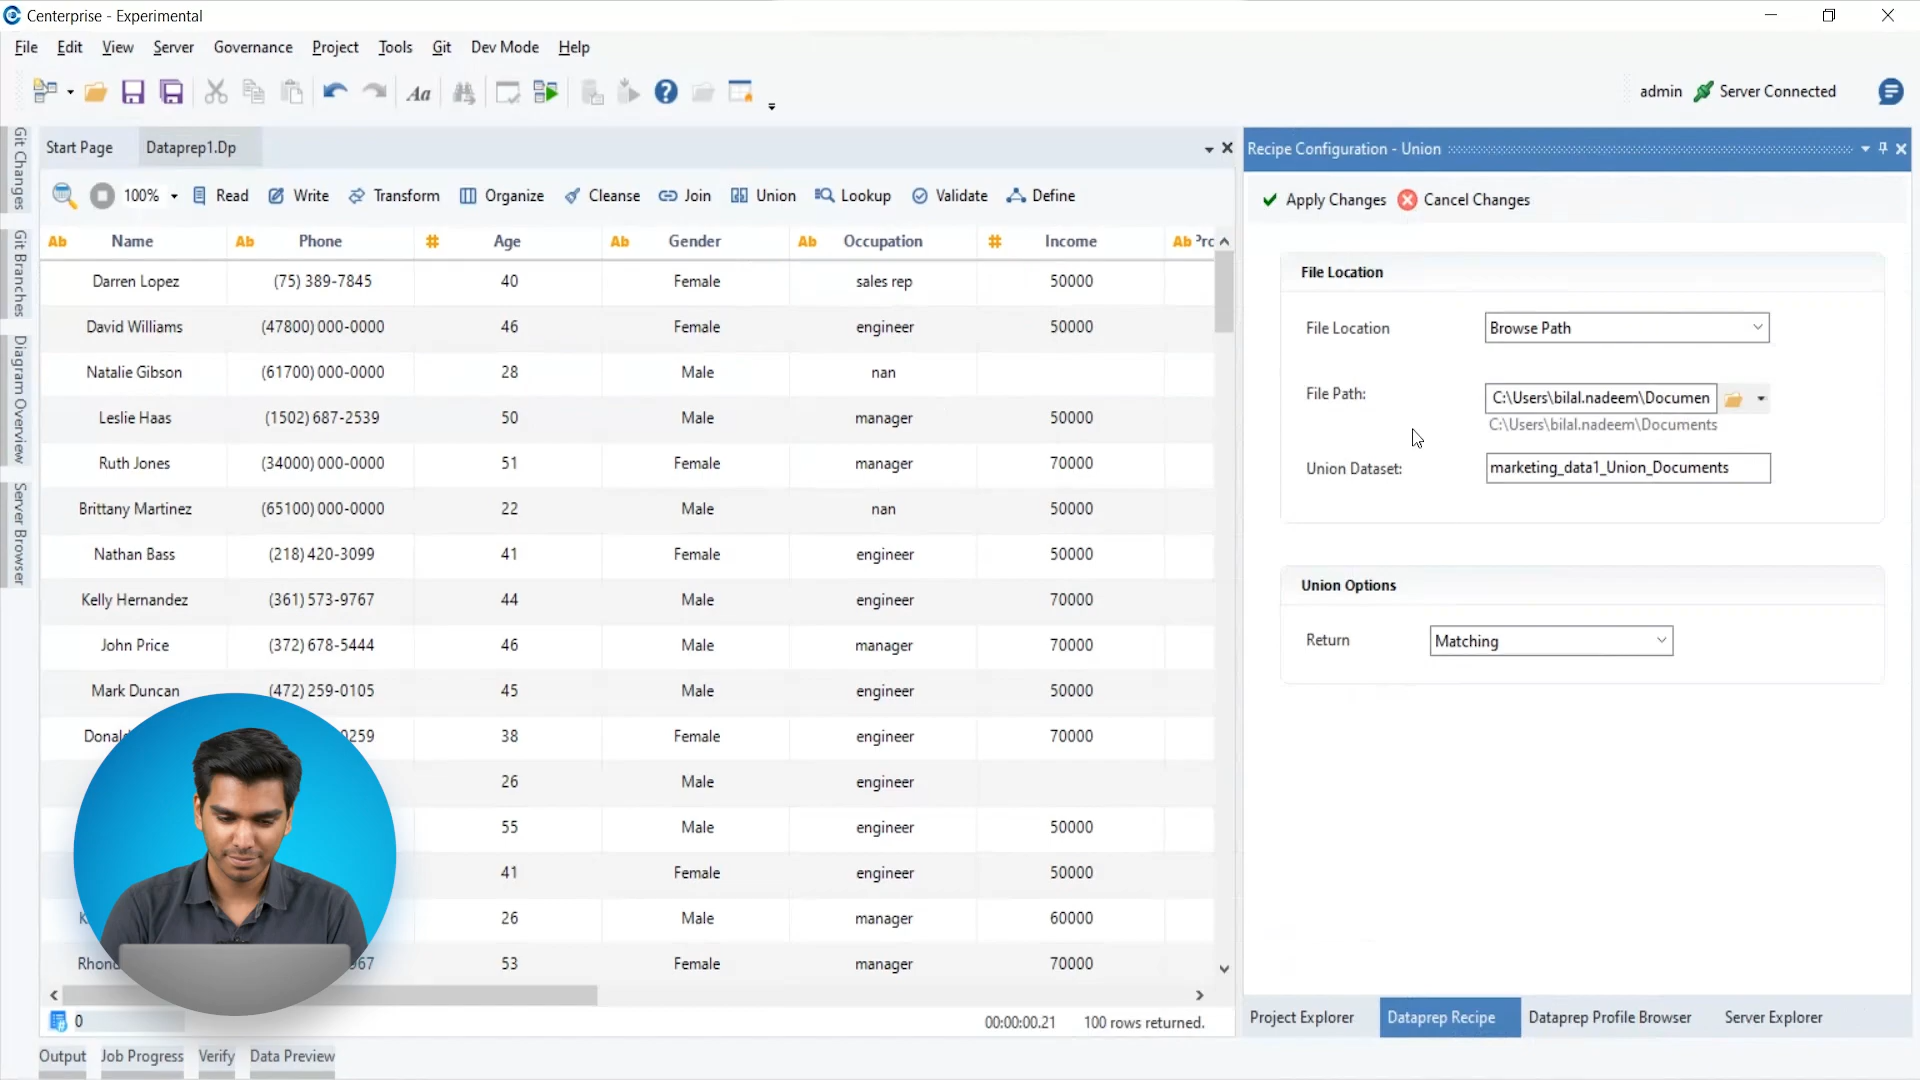 Centerprise - Experimental
File Edit View Server Governance Project Tools Git Dev Mode Help
Aa
admin Server Connected
Git Changes
Git Branches
Diagram Overview
Server Browser
Start Page Dataprep1.Dp
100% Read Write Transform Organize Cleanse Join Union Lookup Validate Define
Ab Name Ab Phone # Age Ab Gender Ab Occupation # Income Ab
Darren Lopez (75) 389-7845 40 Female sales rep 50000
David Williams (47800) 000-0000 46 Female engineer 50000
Natalie Gibson (61700) 000-0000 28 Male nan
Leslie Haas (1502) 687-2539 50 Male manager 50000
Ruth Jones (34000) 000-0000 51 Female manager 70000
Brittany Martinez (65100) 000-0000 22 Male nan 50000
Nathan Bass (218) 420-3099 41 Female engineer 50000
Kelly Hernandez (361) 573-9767 44 Male engineer 70000
John Price (372) 678-5444 46 Male manager 70000
Mark Duncan (472) 259-0105 45 Male engineer 50000
38 Female engineer 70000
26 Male engineer
55 Male engineer 50000
41 Female engineer 50000
26 Male manager 60000
53 Female manager 70000
0 00:00:00.21 100 rows returned.
Output Job Progress Verify Data Preview
Recipe Configuration - Union
Apply Changes Cancel Changes
File Location
File Location Browse Path
File Path: C:\Users\bilal.nadeem\Documen
C:\Users\bilal.nadeem\Documents
Union Dataset: marketing_data1_Union_Documents
Union Options
Return Matching
Project Explorer Dataprep Recipe Dataprep Profile Browser Server Explorer